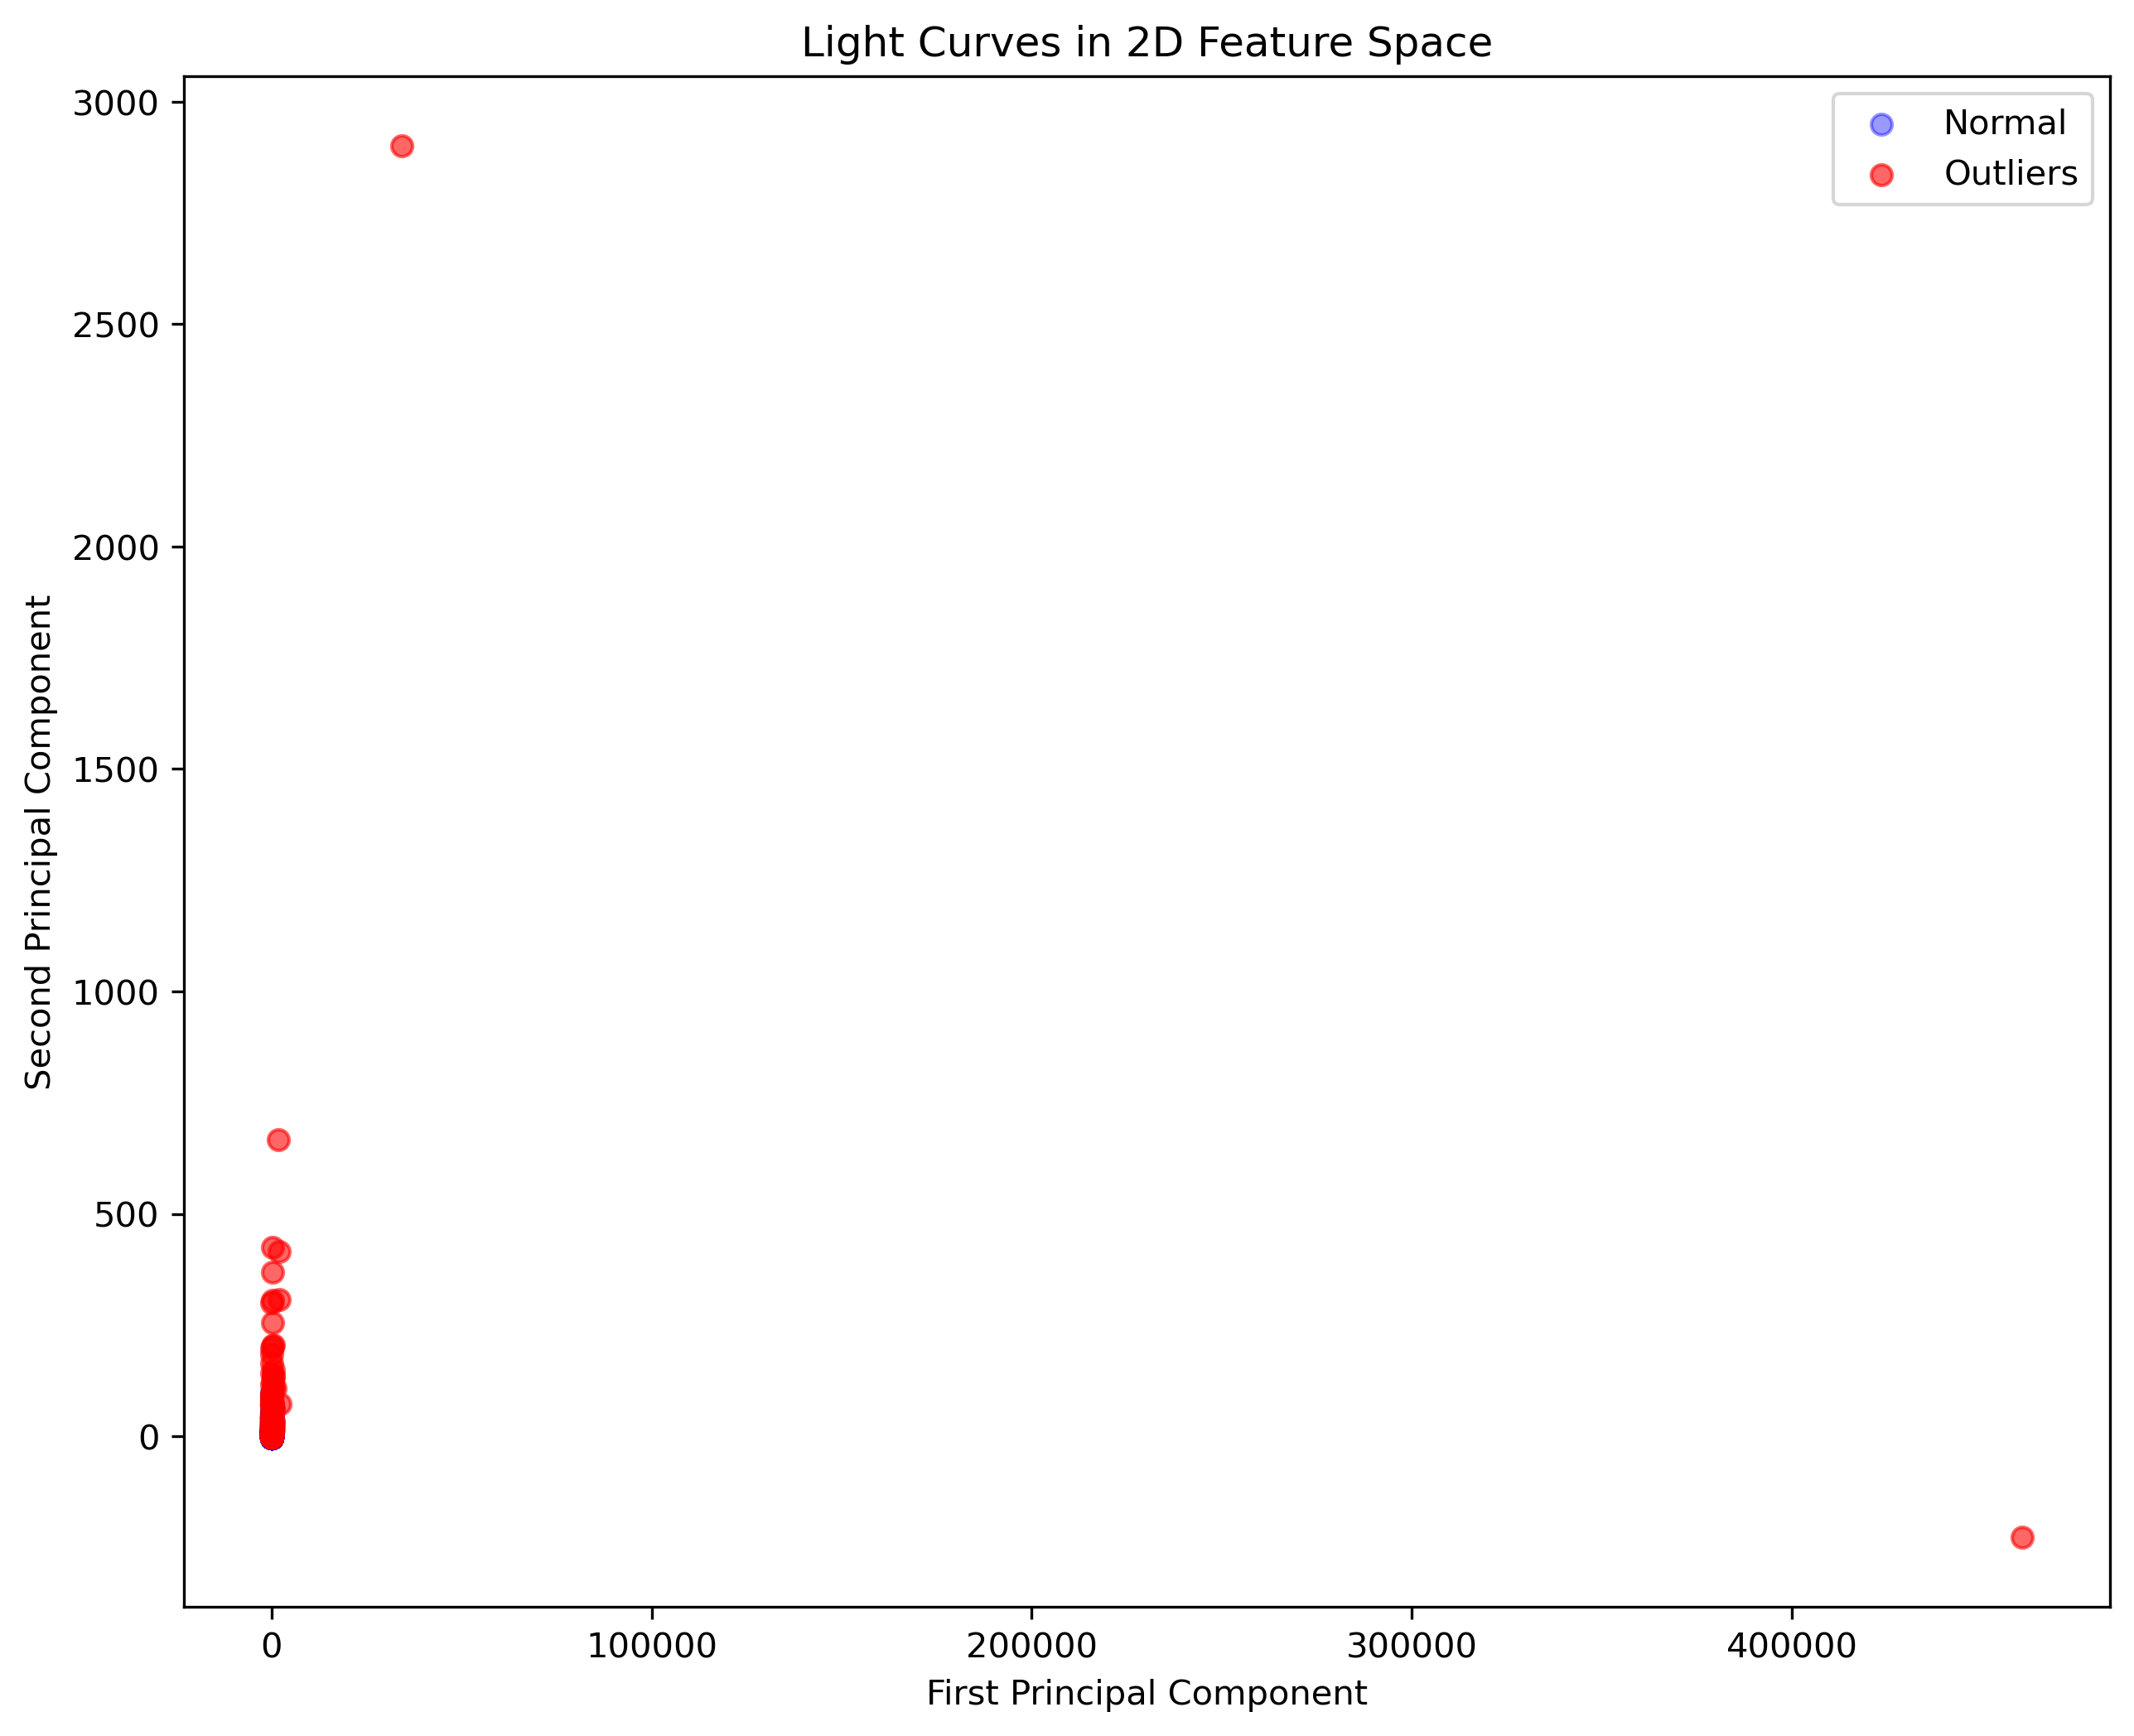 Light Curves in 2D Feature Space
3000
2500
2000
1500
1000
500
0
Second Principal Component
Normal
Outliers
0 100000 200000 300000 400000
First Principal Component